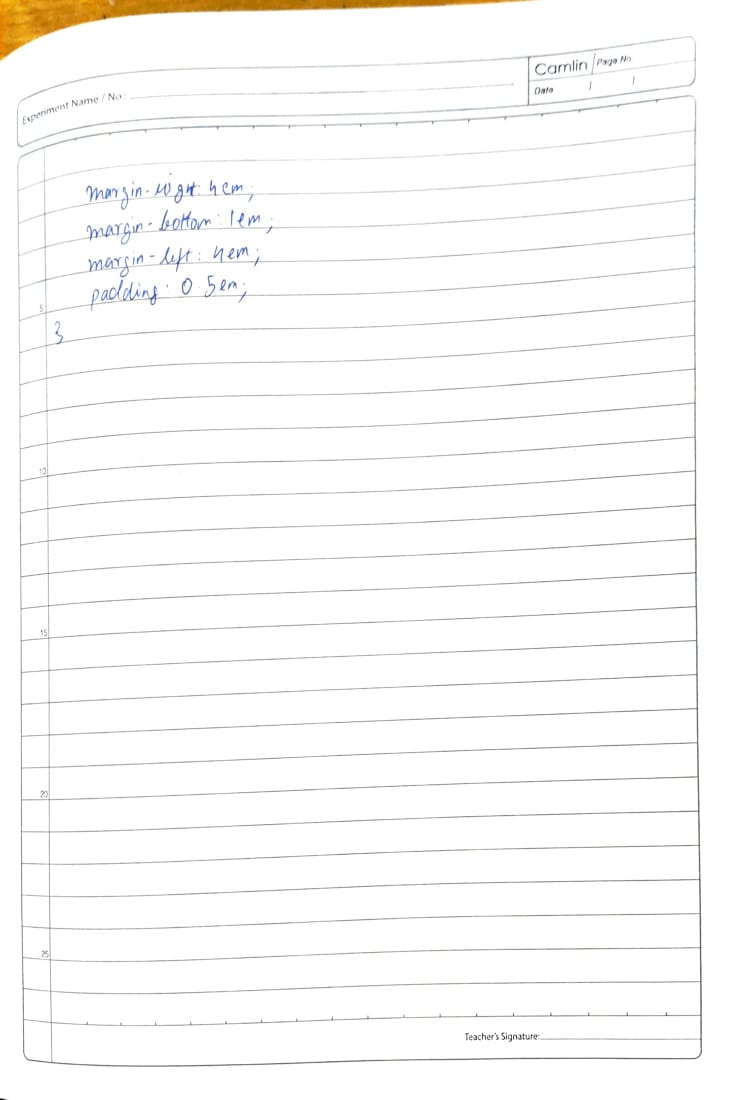 Camlin Page No
Experiment Name / No.:
Date / /
margin-right: 4em;
margin-bottom: 1em;
margin-left: 4em;
padding: 0.5em;
5
}
10
15
20
25
Teacher's Signature: